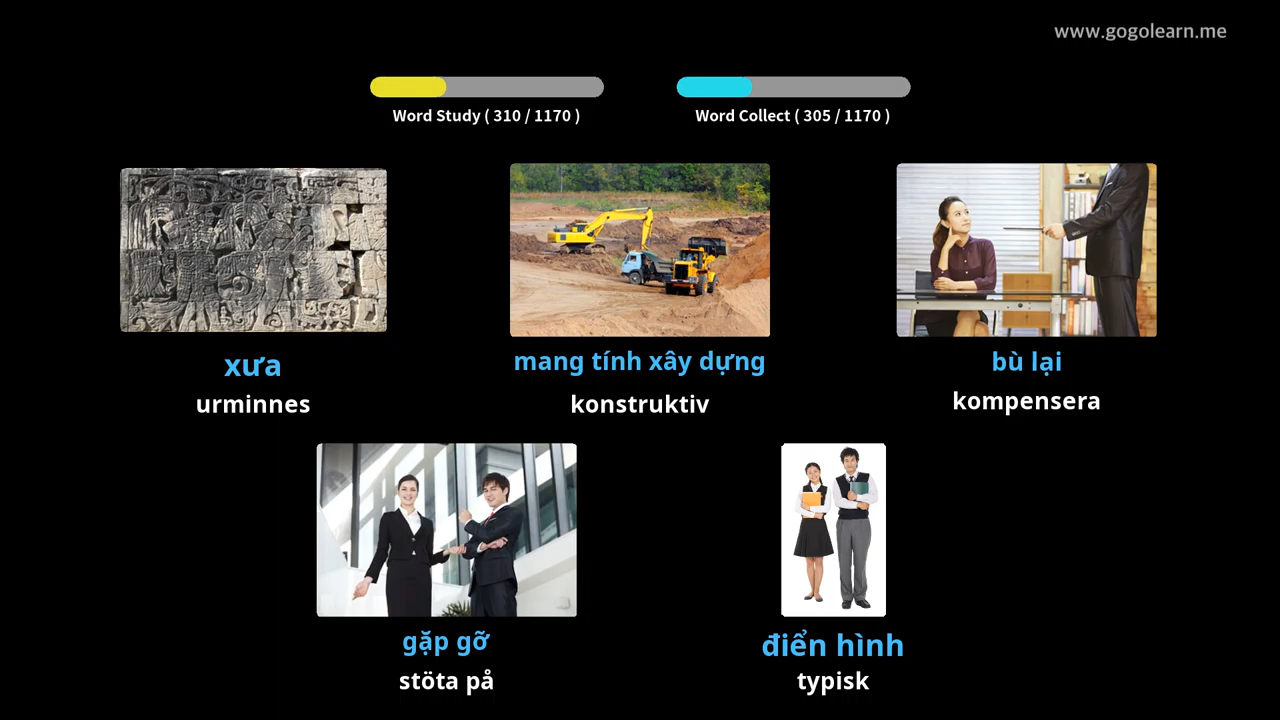 www.gogolearn.me
Word Study ( 310 / 1170 )
Word Collect ( 305 / 1170 )
xưa
urminnes
mang tính xây dựng
konstruktiv
bù lại
kompensera
gặp gỡ
stöta på
điển hình
typisk